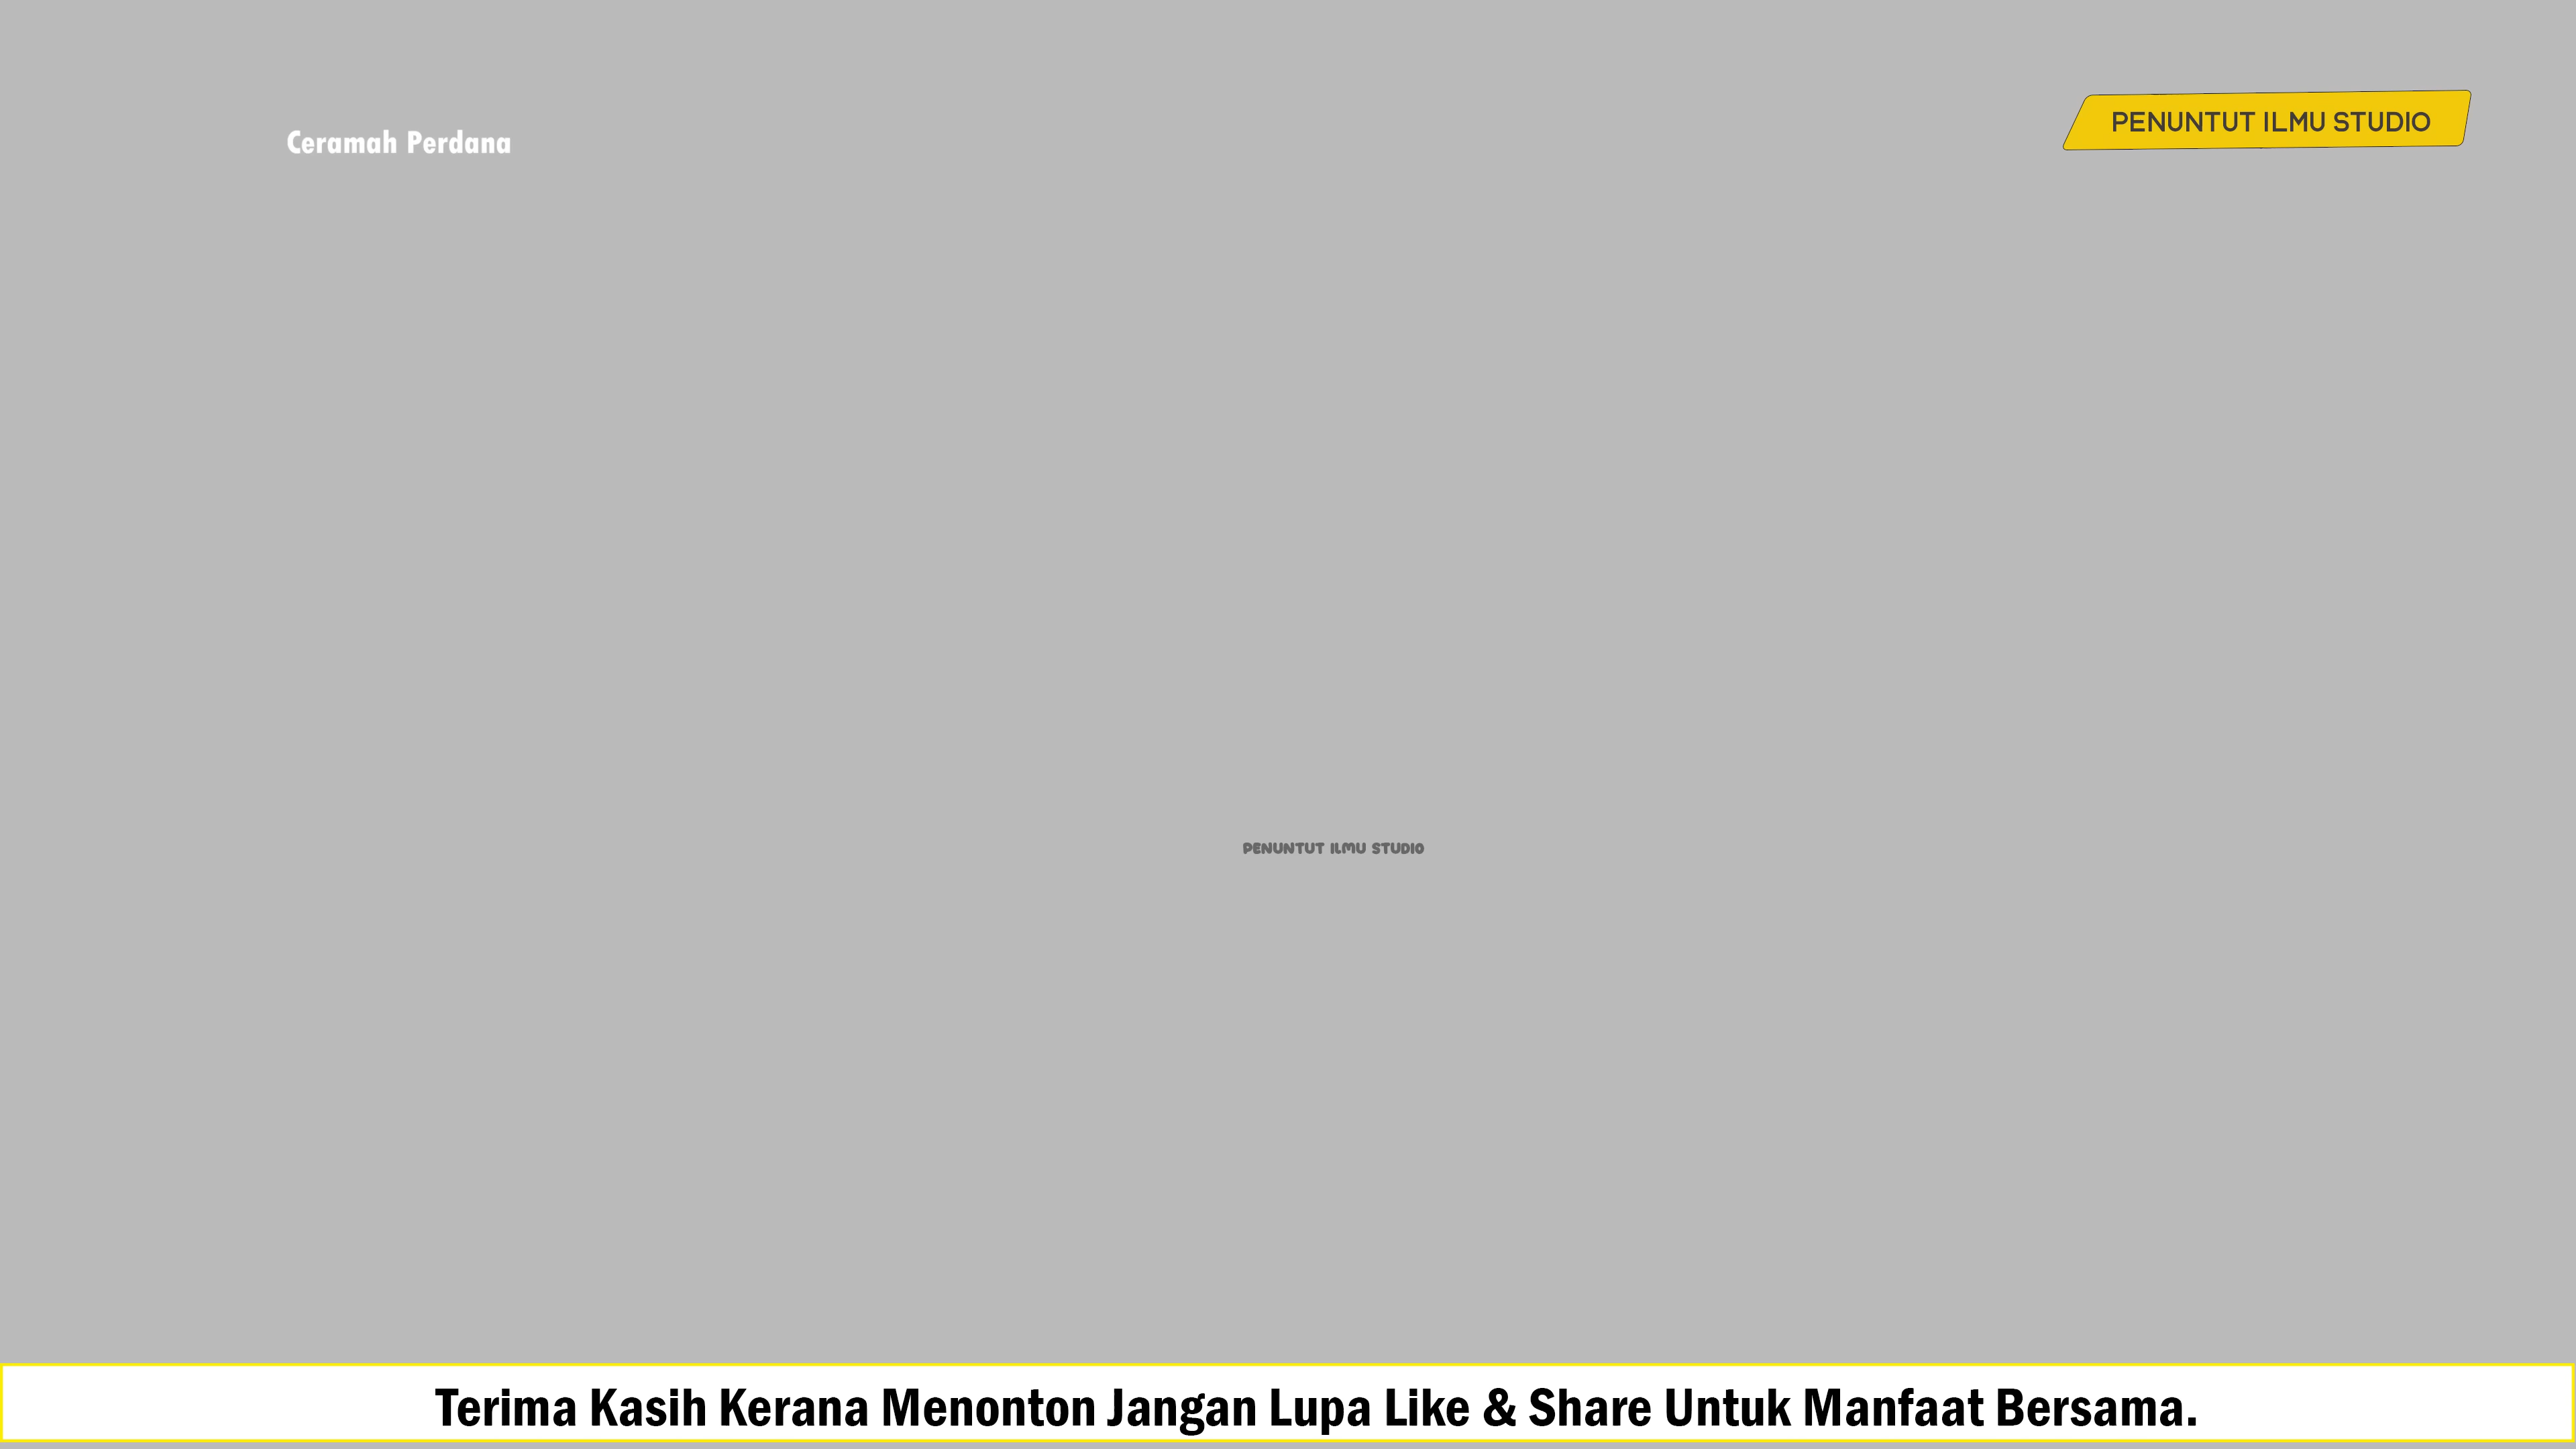 PENUNTUT ILMU STUDIO
Ceramah Perdana
PENUNTUT ILMU STUDIO
Terima Kasih Kerana Menonton Jangan Lupa Like & Share Untuk Manfaat Bersama.